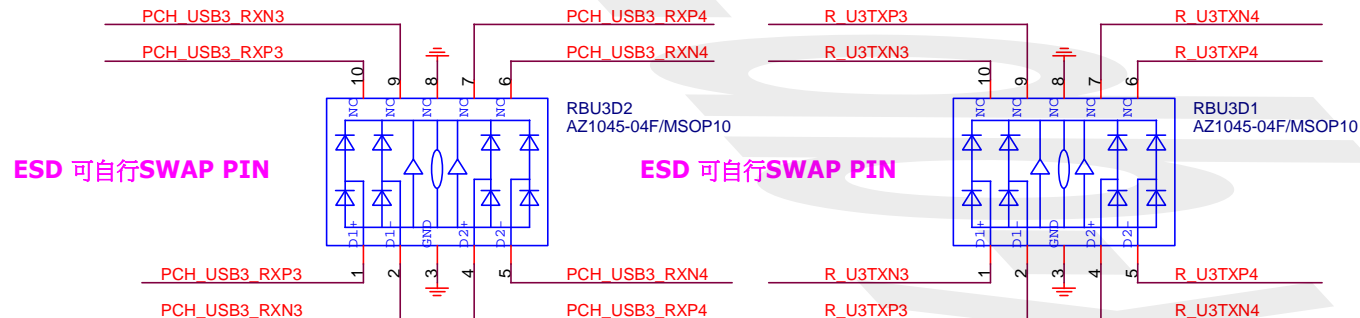 PCH_USB3_RXN3 PCH_USB3_RXP4 R_U3TXP3 R_U3TXN4
PCH_USB3_RXP3 PCH_USB3_RXN4 R_U3TXN3 R_U3TXP4
10 9 8 7 6 10 9 8 7 6
NC NC NC NC NC NC NC NC
RBU3D2 RBU3D1
AZ1045-04F/MSOP10 AZ1045-04F/MSOP10
ESD 可自行SWAP PIN ESD 可自行SWAP PIN
D1+ D1- GND D2+ D2- D1+ D1- GND D2+ D2-
1 2 3 4 5 1 2 3 4 5
PCH_USB3_RXP3 PCH_USB3_RXN4 R_U3TXN3 R_U3TXP4
PCH_USB3_RXN3 PCH_USB3_RXP4 R_U3TXP3 R_U3TXN4